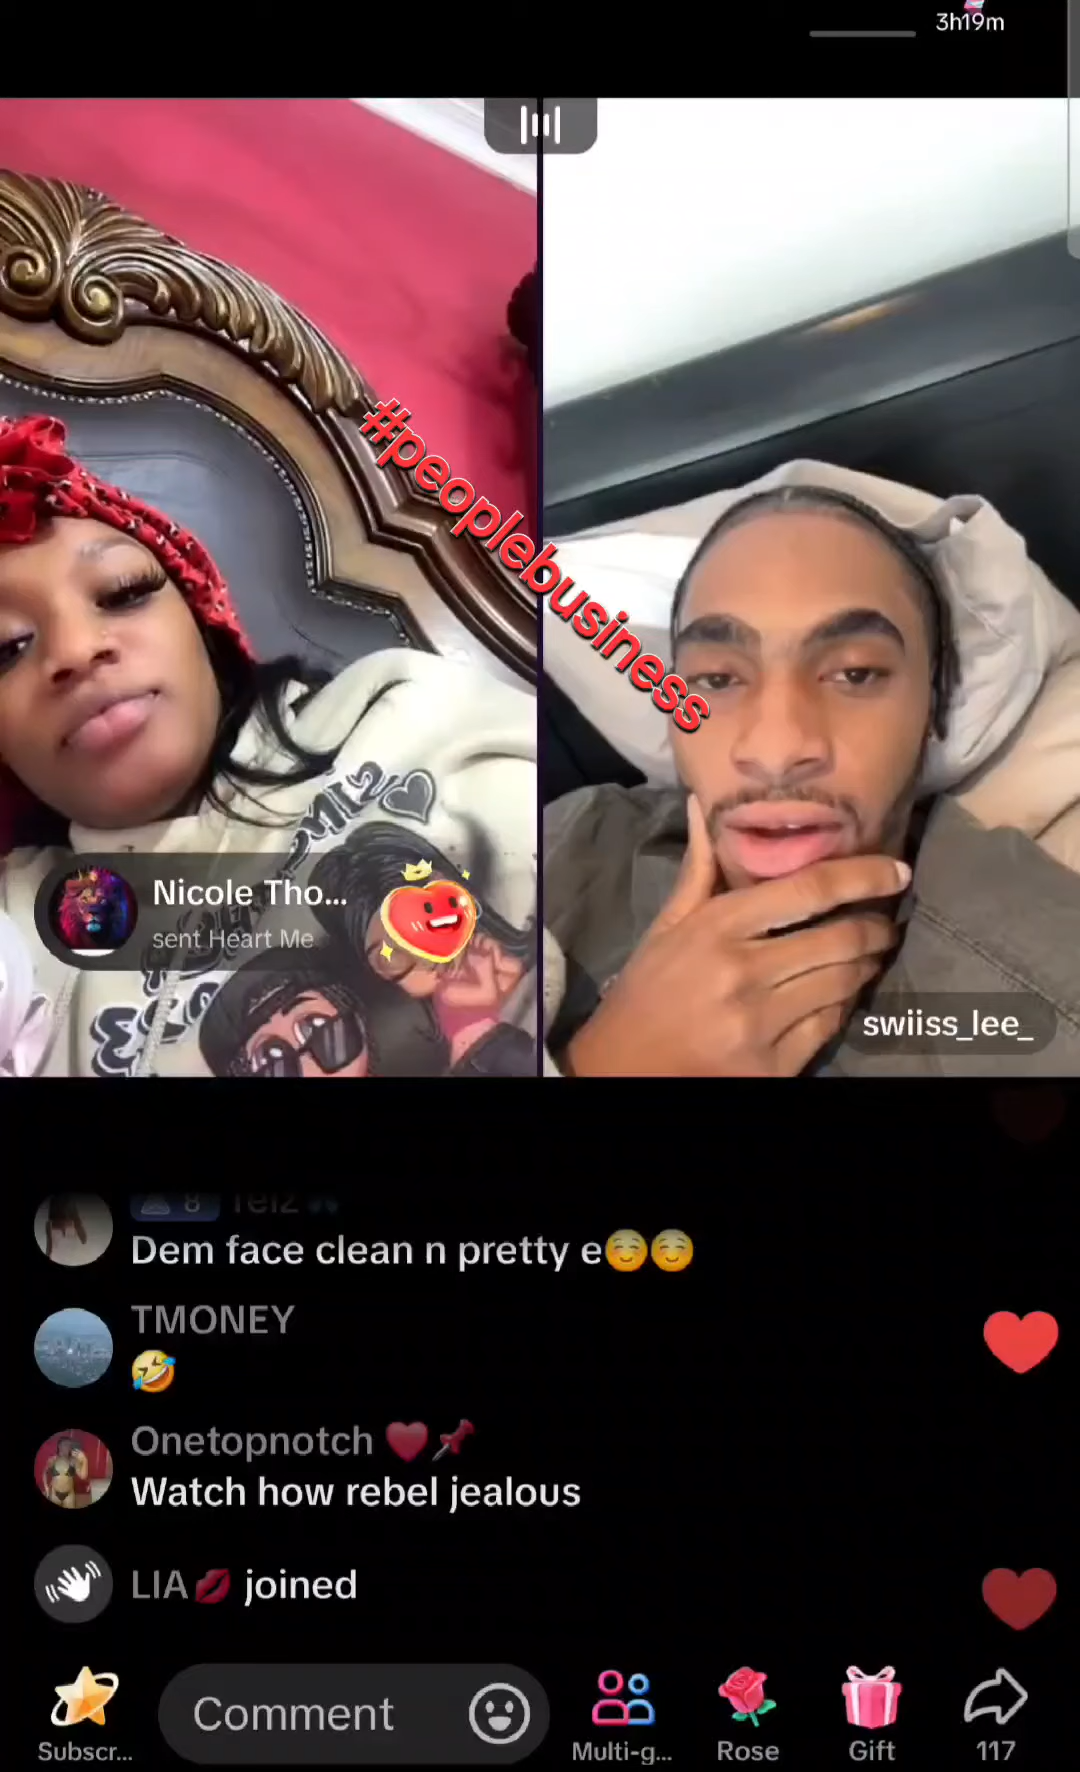 3h19m
#peoplebusiness
Nicole Tho...
sent Heart Me
swiiss_lee_
8
Dem face clean n pretty e☺️☺️
TMONEY
🤣
Onetopnotch ❤️📌
Watch how rebel jealous
LIA💋 joined
Comment
Subscr...
Multi-g...
Rose
Gift
117